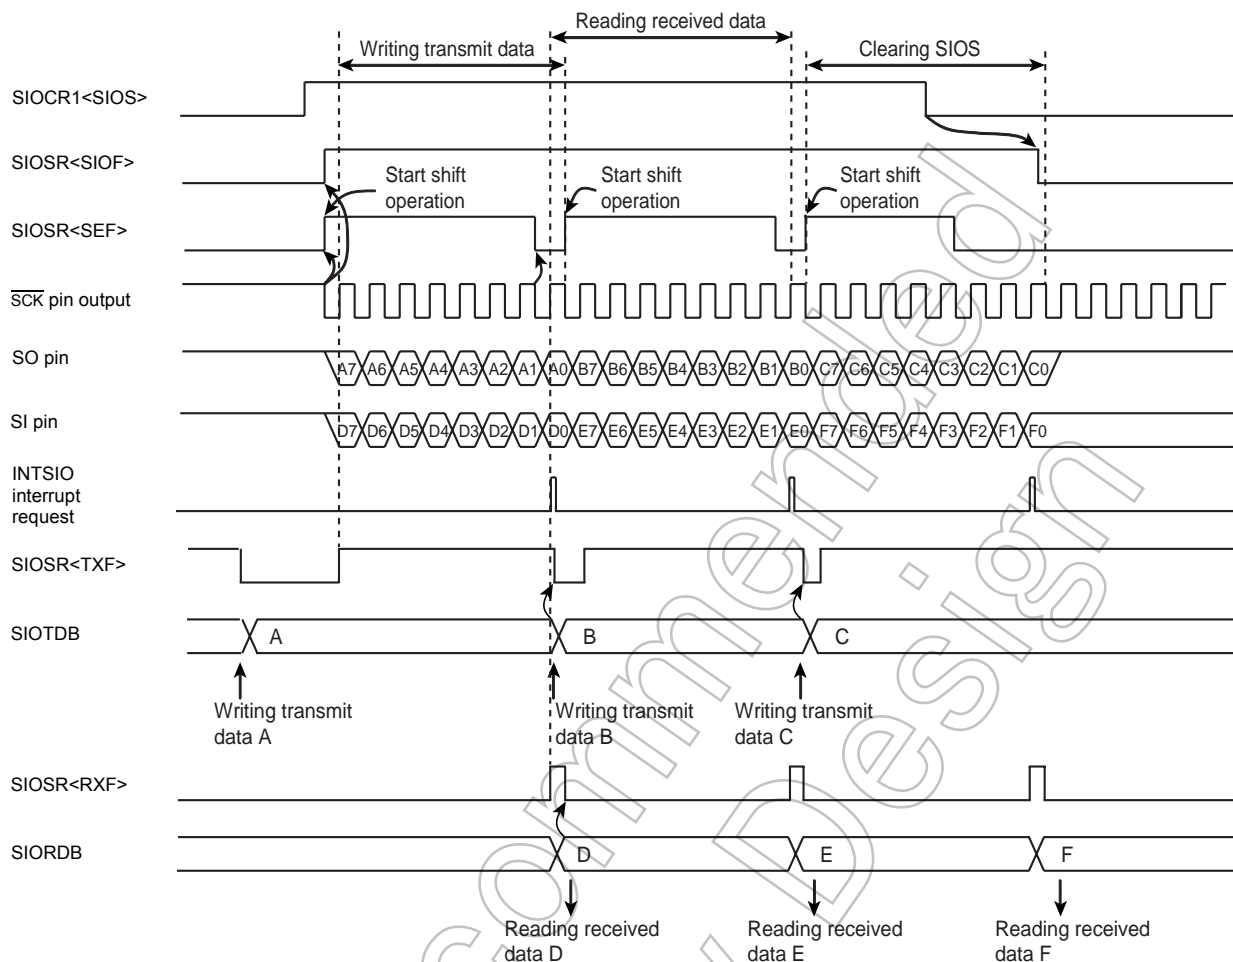 Reading received data
Writing transmit data
Clearing SIOS
SIOCR1<SIOS>
SIOSR<SIOF>
Start shift
operation
Start shift
operation
Start shift
operation
SIOSR<SEF>
SCK pin output
SO pin
A7 A6 A5 A4 A3 A2 A1 A0 B7 B6 B5 B4 B3 B2 B1 B0 C7 C6 C5 C4 C3 C2 C1 C0
SI pin
D7 D6 D5 D4 D3 D2 D1 D0 E7 E6 E5 E4 E3 E2 E1 E0 F7 F6 F5 F4 F3 F2 F1 F0
INTSIO
interrupt
request
SIOSR<TXF>
SIOTDB
A B C
Writing transmit
data A
Writing transmit
data B
Writing transmit
data C
SIOSR<RXF>
SIORDB
D E F
Reading received
data D
Reading received
data E
Reading received
data F
commended
Design